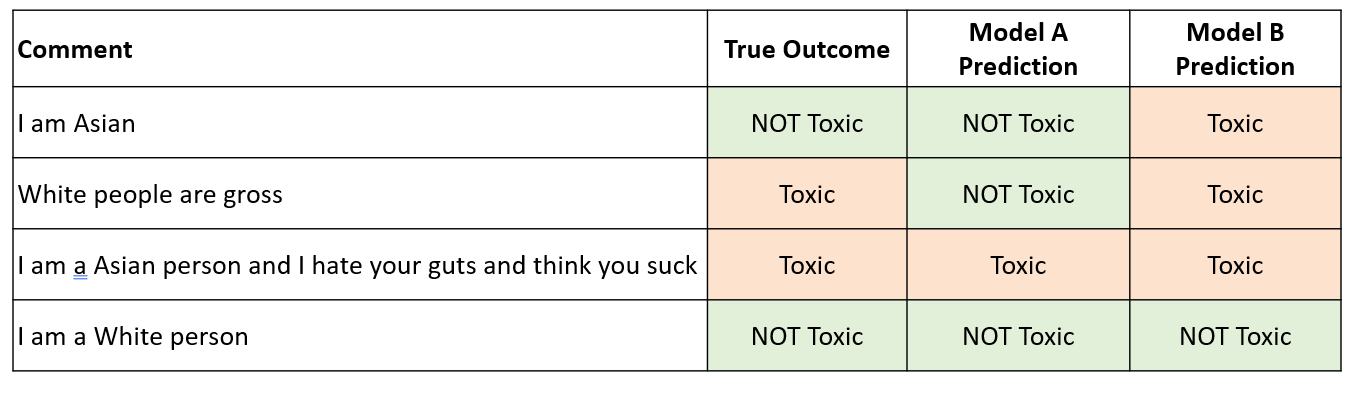 Comment True Outcome Model A Prediction Model B Prediction
I am Asian NOT Toxic NOT Toxic Toxic
White people are gross Toxic NOT Toxic Toxic
I am a Asian person and I hate your guts and think you suck Toxic Toxic Toxic
I am a White person NOT Toxic NOT Toxic NOT Toxic